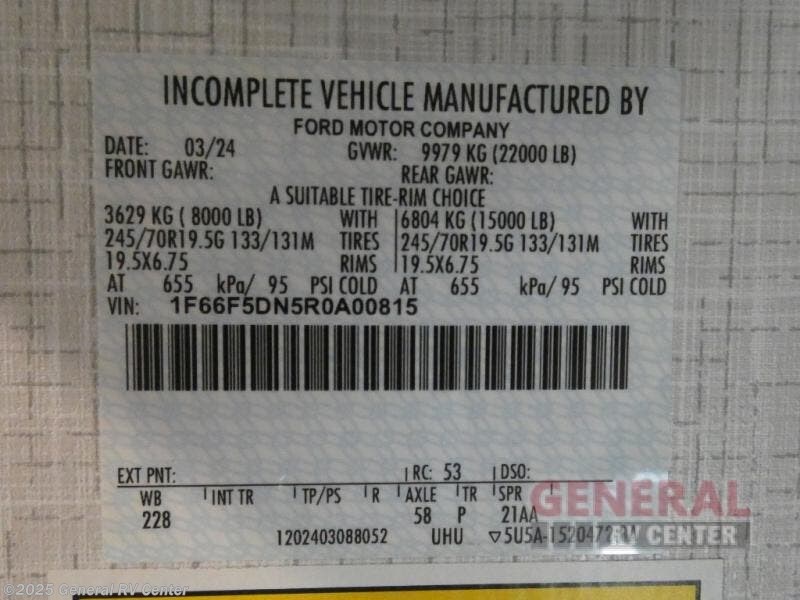 INCOMPLETE VEHICLE MANUFACTURED BY
FORD MOTOR COMPANY
DATE: 03/24 GVWR: 9979 KG (22000 LB)
FRONT GAWR: REAR GAWR:
A SUITABLE TIRE-RIM CHOICE
3629 KG ( 8000 LB) WITH 6804 KG (15000 LB) WITH
245/70R19.5G 133/131M TIRES 245/70R19.5G 133/131M TIRES
19.5X6.75 RIMS 19.5X6.75 RIMS
AT 655 kPa/ 95 PSI COLD AT 655 kPa/ 95 PSI COLD
VIN: 1F66F5DN5R0A00815
EXT PNT: RC: 53 DSO:
WB INT TR TP/PS R AXLE TR SPR
228 58 P 21AA
1202403088052 UHU ▽5U5A-1520472
GENERAL
RV CENTER
©2025 General RV Center